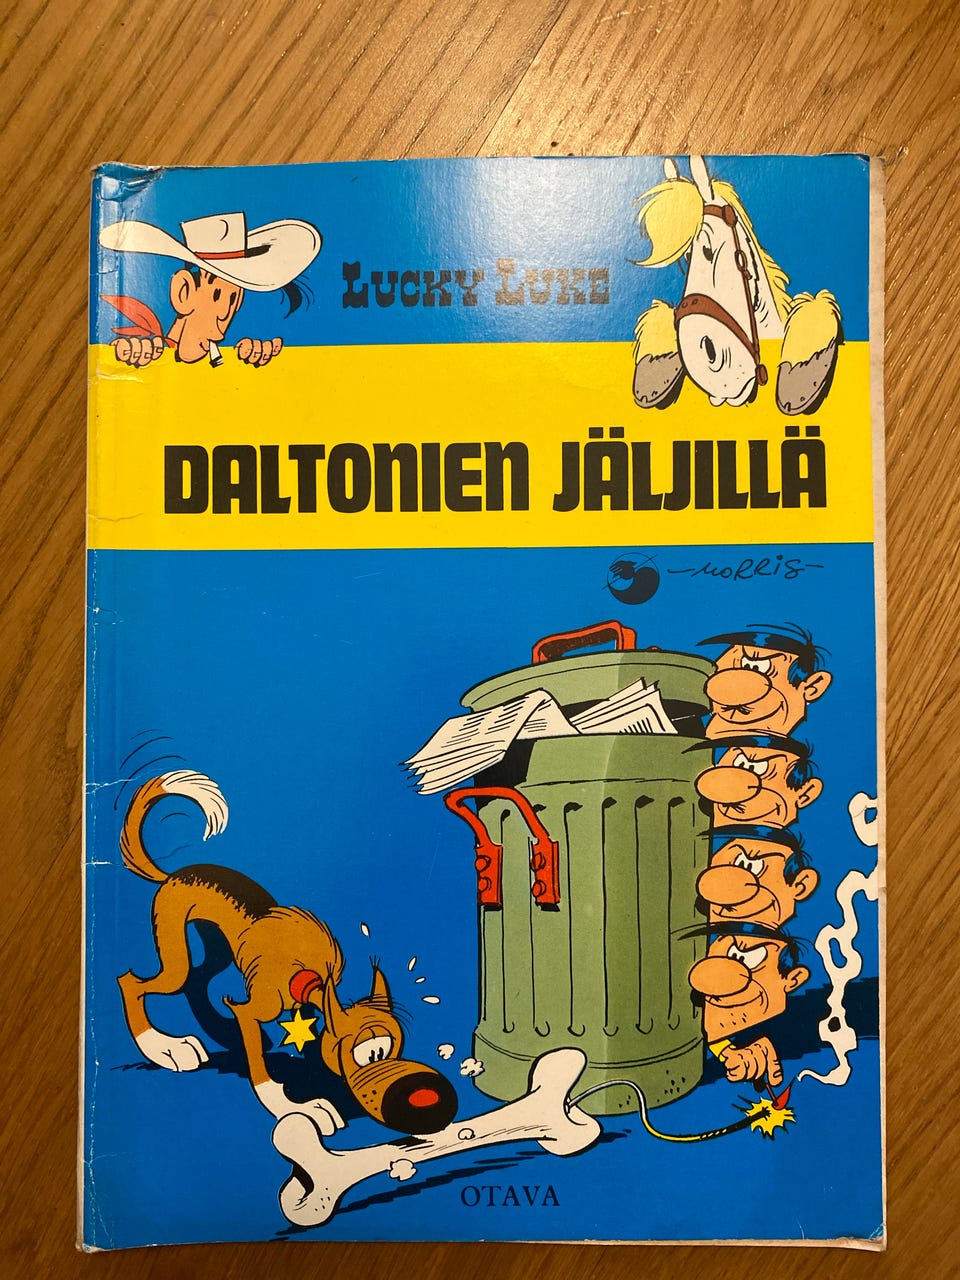 LUCKY LUKE
DALTONIEN JÄLJILLÄ
-MORRIS-
OTAVA